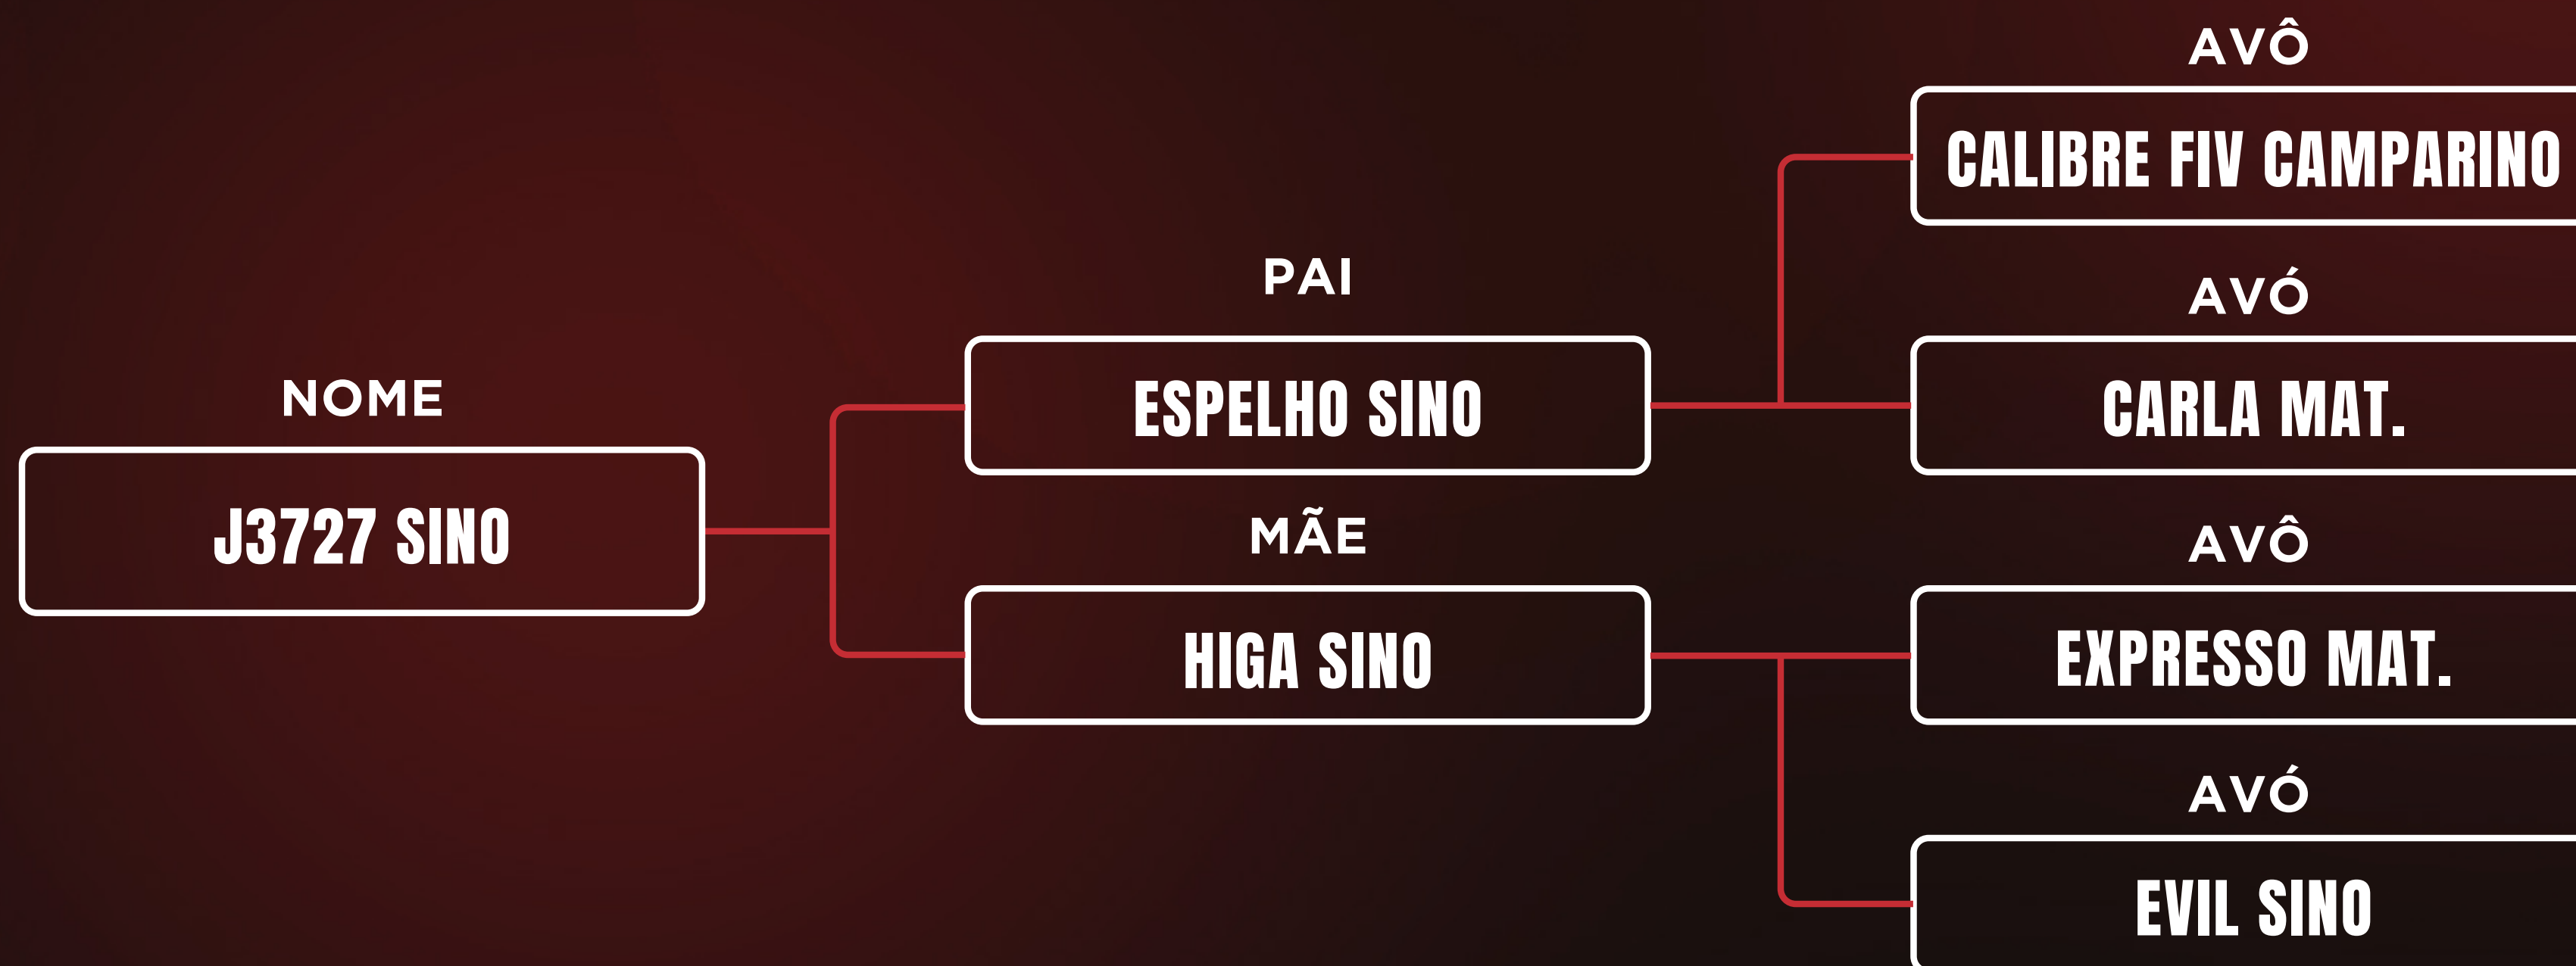 NOME
J3727 SINO
PAI
ESPELHO SINO
MÃE
HIGA SINO
AVÔ
CALIBRE FIV CAMPARINO
AVÓ
CARLA MAT.
AVÔ
EXPRESSO MAT.
AVÓ
EVIL SINO